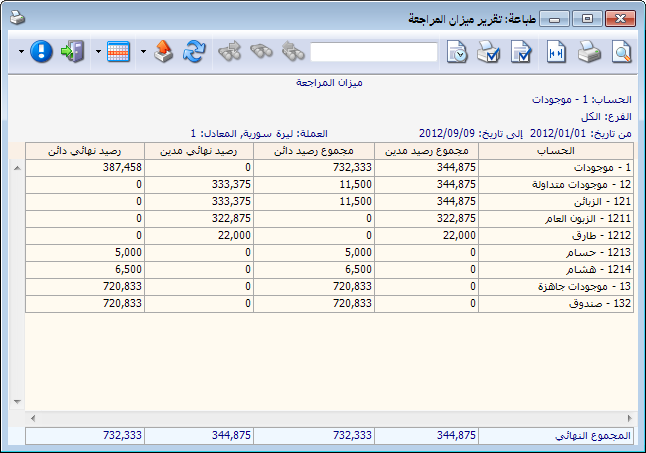 طباعة: تقرير ميزان المراجعة
ميزان المراجعة
الحساب: 1 - موجودات
الفرع: الكل
من تاريخ: 2012/01/01 إلى تاريخ: 2012/09/09 العملة: ليرة سورية, المعادل: 1
الحساب مجموع رصيد مدين مجموع رصيد دائن رصيد نهائي مدين رصيد نهائي دائن
1 - موجودات 344,875 732,333 0 387,458
12 - موجودات متداولة 344,875 11,500 333,375 0
121 - الزبائن 344,875 11,500 333,375 0
1211 - الزبون العام 322,875 0 322,875 0
1212 - طارق 22,000 0 22,000 0
1213 - حسام 0 5,000 0 5,000
1214 - هشام 0 6,500 0 6,500
13 - موجودات جاهزة 0 720,833 0 720,833
132 - صندوق 0 720,833 0 720,833
المجموع النهائي 344,875 732,333 344,875 732,333